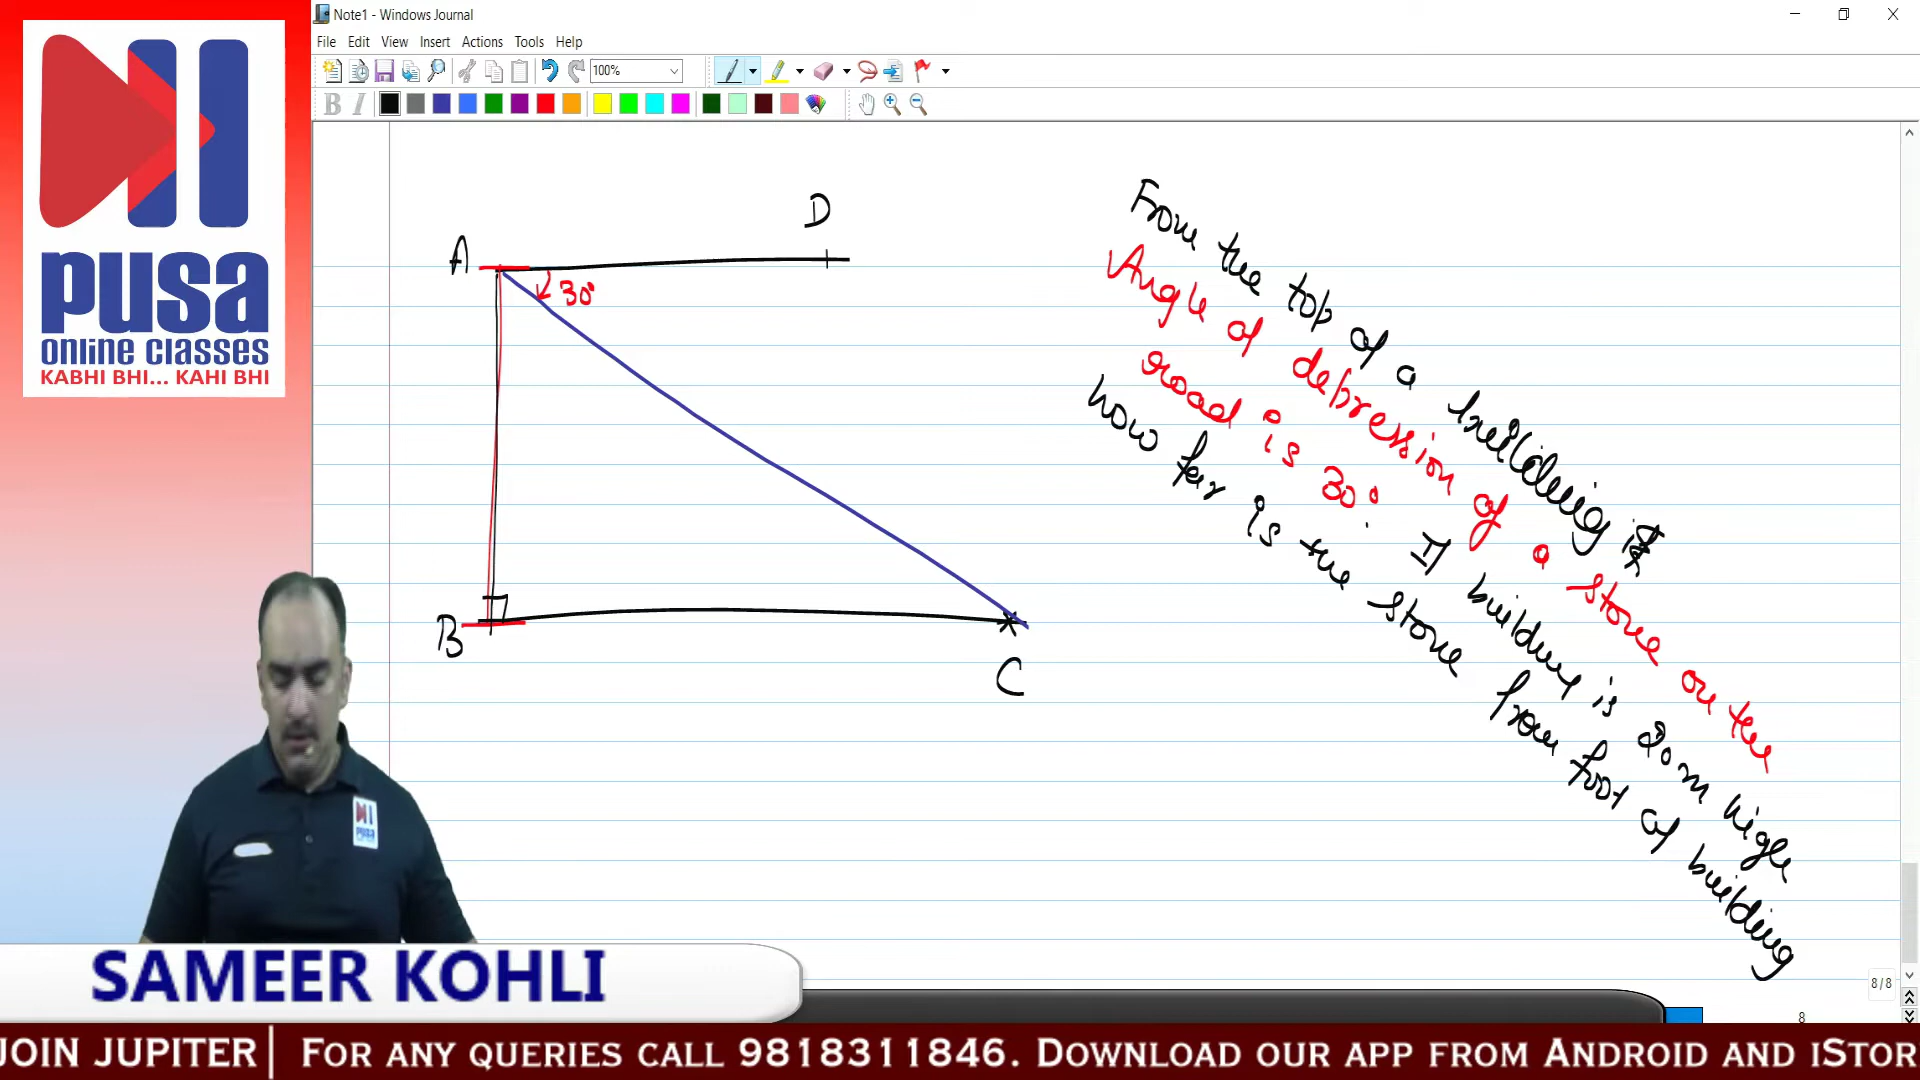 Note1 - Windows Journal
File Edit View Insert Actions Tools Help
100%
B I
PUSA
ONLINE CLASSES
KABHI BHI... KAHI BHI
A
D
30°
B
C
From the top of a building
Angle of depression of a stone on the
road is 30°. If building is 20m high
how far is the stone from foot of building
PUSA
8/8
8
SAMEER KOHLI
JOIN JUPITER| FOR ANY QUERIES CALL 9818311846. DOWNLOAD OUR APP FROM ANDROID AND ISTOR